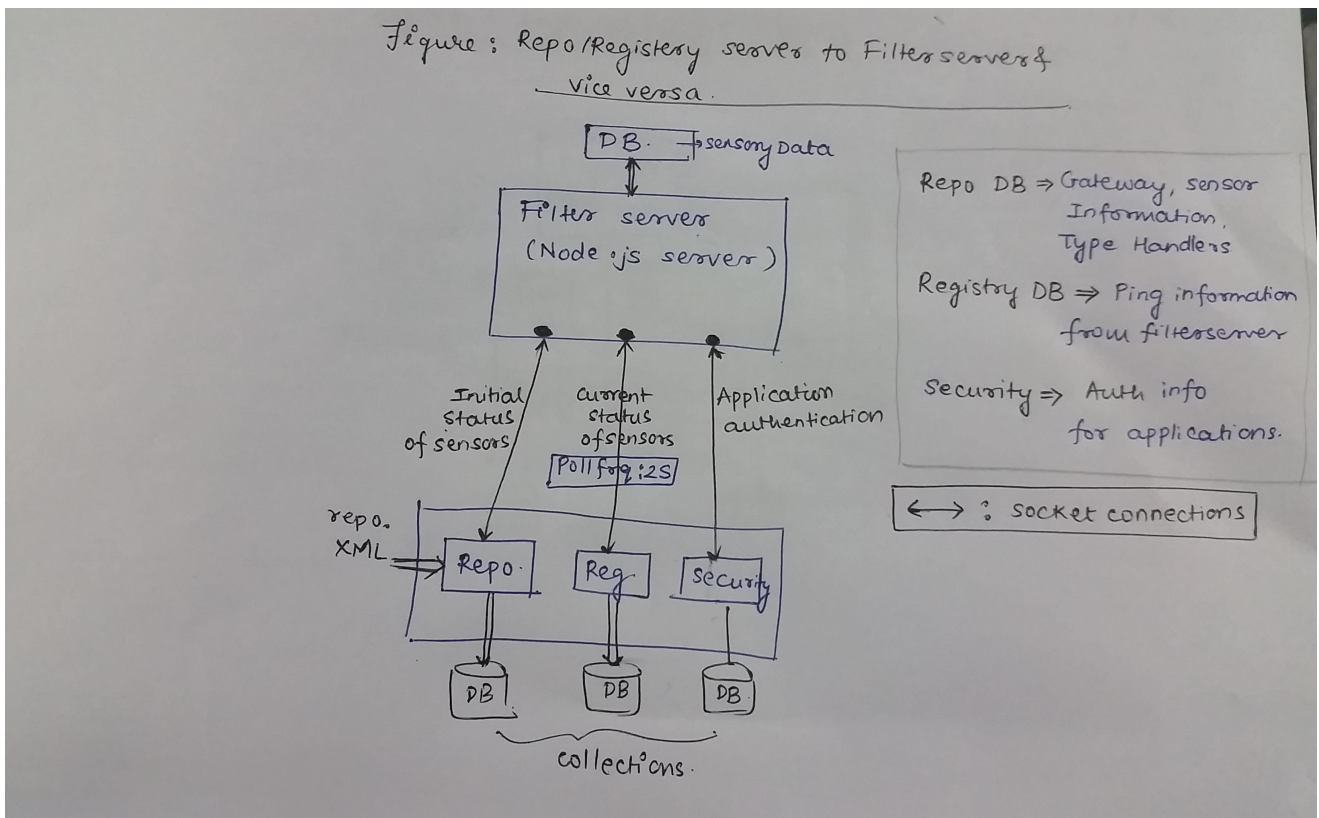 Figure: Repo/Registery server to Filterserver &
vice versa.
DB. → sensory Data
Filter server
(Node.js server)
Initial
status
of sensors
current
status
of sensors
Poll frq: 2S
Application
authentication
repo.
XML
Repo.
Reg.
Security
DB
DB
DB
collections.
Repo DB ⇒ Gateway, sensor
Information,
Type Handlers
Registry DB ⇒ Ping information
from filterserver
Security ⇒ Auth info
for applications.
↔ : socket connections